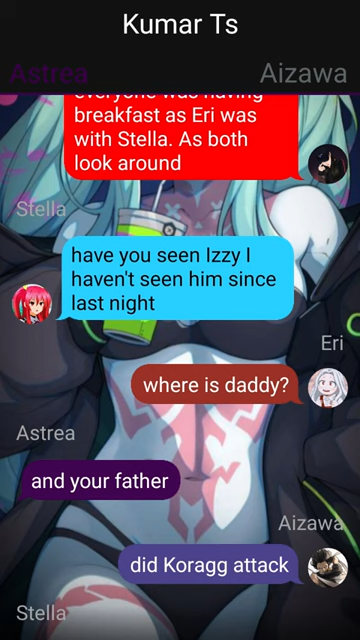 Kumar Ts
Astrea
Aizawa
everyone was having
breakfast as Eri was
with Stella. As both
look around
Stella
have you seen Izzy I
haven't seen him since
last night
Eri
where is daddy?
Astrea
and your father
Aizawa
did Koragg attack
Stella